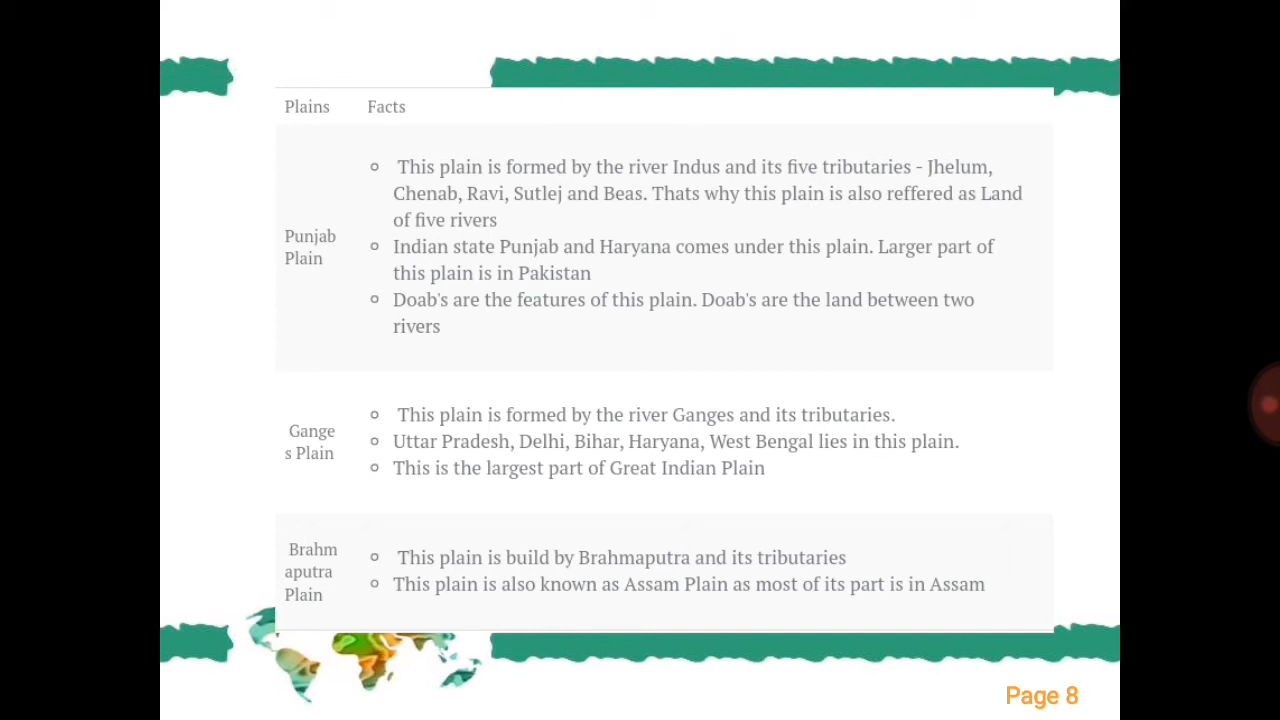 Plains Facts
This plain is formed by the river Indus and its five tributaries - Jhelum,
Chenab, Ravi, Sutlej and Beas. Thats why this plain is also reffered as Land
of five rivers
Punjab
Plain
Indian state Punjab and Haryana comes under this plain. Larger part of
this plain is in Pakistan
Doab's are the features of this plain. Doab's are the land between two
rivers
Gange
s Plain
This plain is formed by the river Ganges and its tributaries.
Uttar Pradesh, Delhi, Bihar, Haryana, West Bengal lies in this plain.
This is the largest part of Great Indian Plain
Brahm
aputra
Plain
This plain is build by Brahmaputra and its tributaries
This plain is also known as Assam Plain as most of its part is in Assam
Page 8